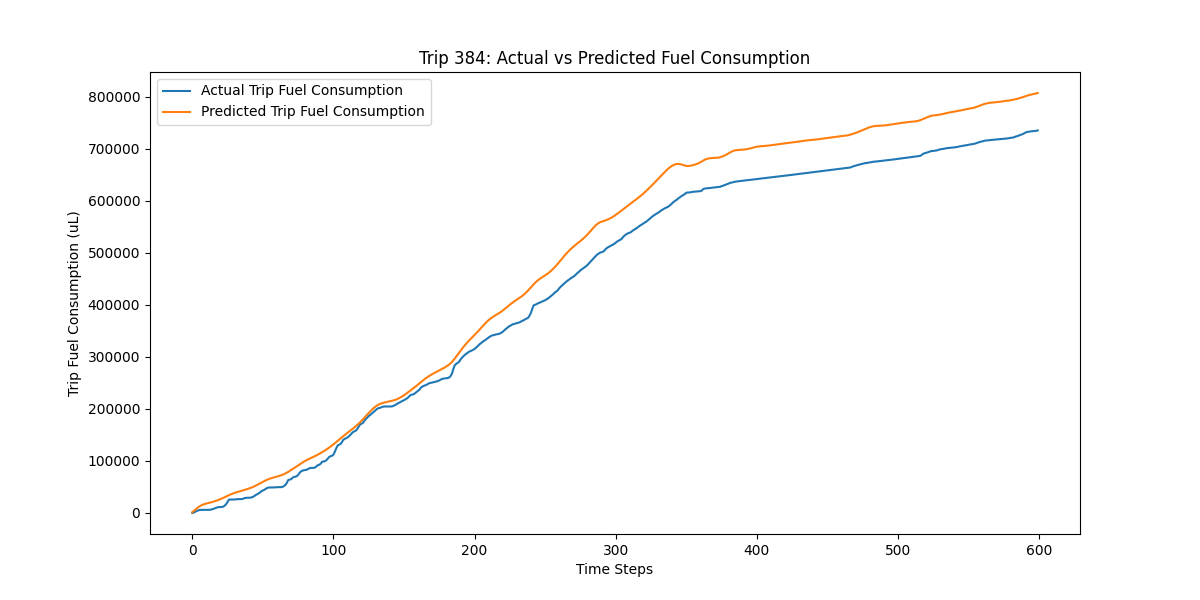 Trip 384: Actual vs Predicted Fuel Consumption
Actual Trip Fuel Consumption
Predicted Trip Fuel Consumption
Trip Fuel Consumption (uL)
800000
700000
600000
500000
400000
300000
200000
100000
0
0 100 200 300 400 500 600
Time Steps